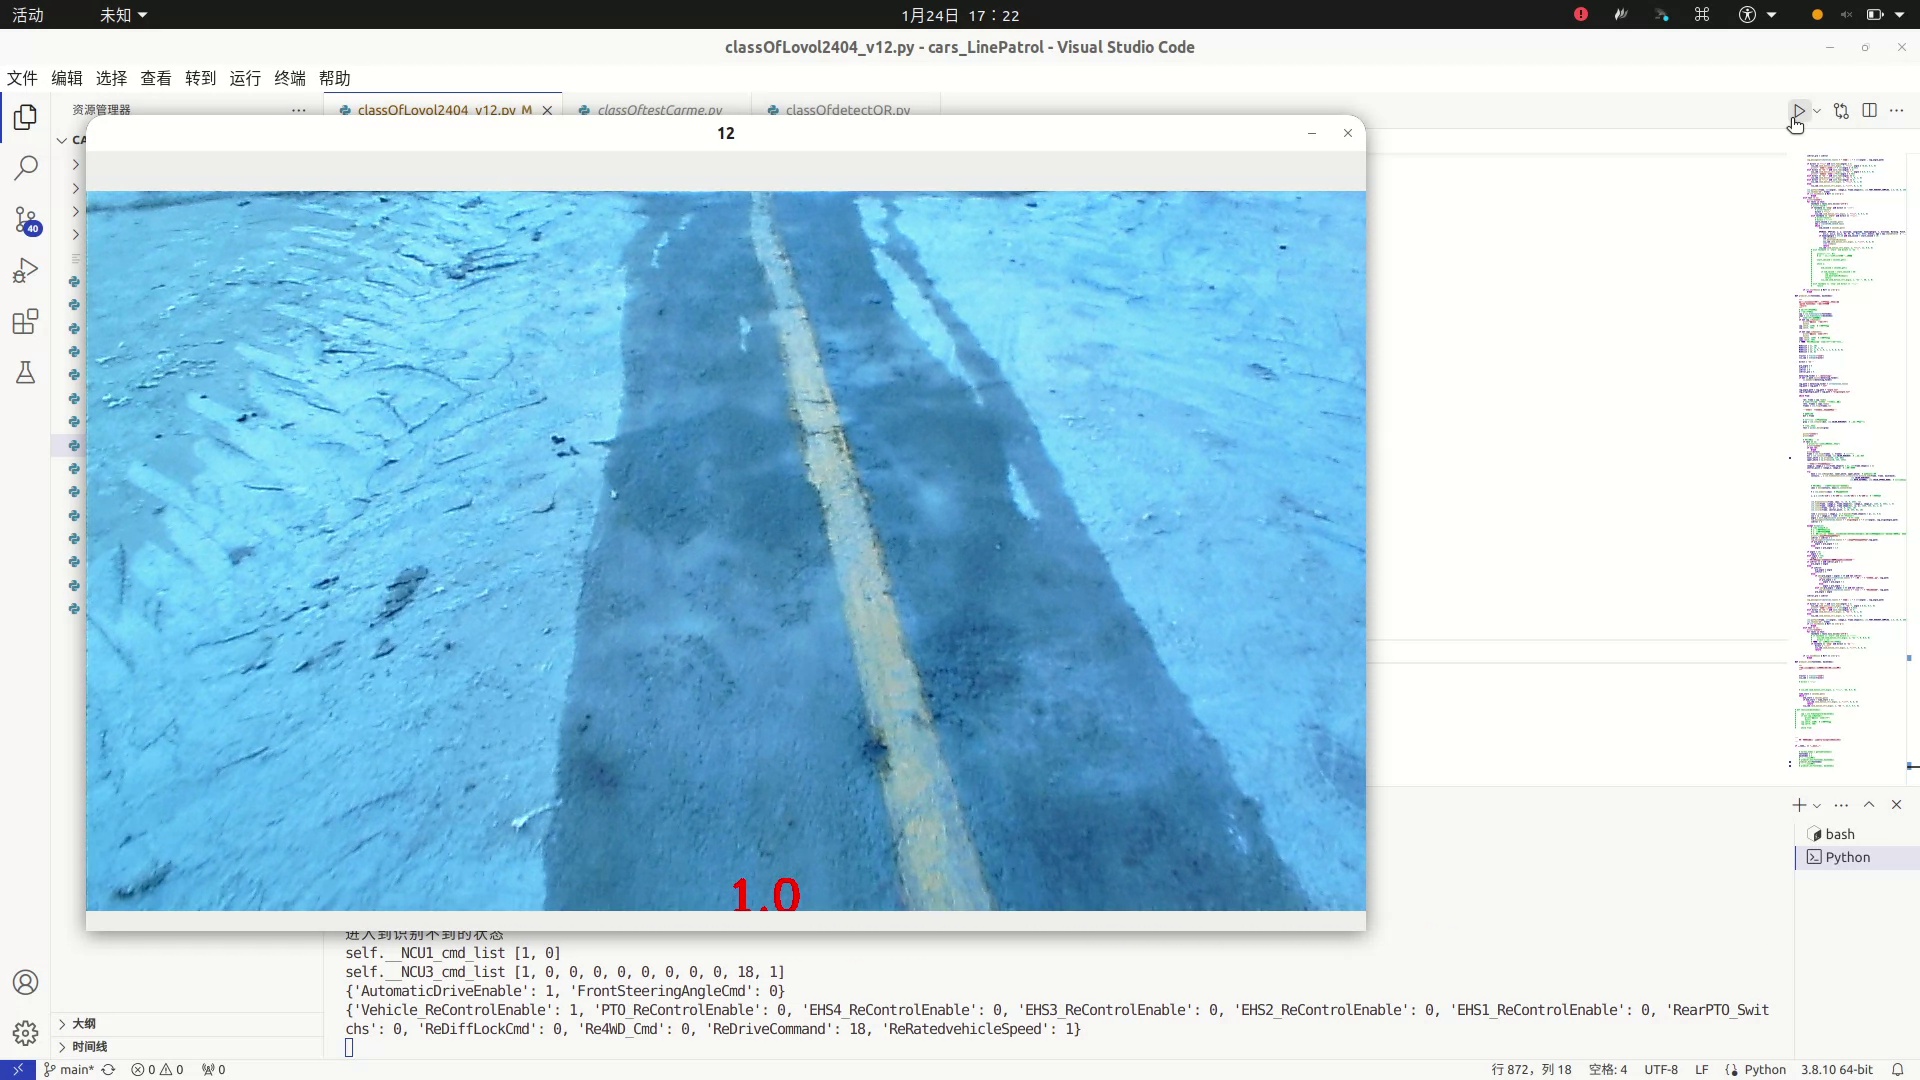 活动
未知
1月24日 17：22
classOfLovol2404_v12.py - cars_LinePatrol - Visual Studio Code
文件 编辑 选择 查看 转到 运行 终端 帮助
资源管理器
classOfLovol2404_v12.py M
classOftestCarme.py
classOfdetectQR.py
CA
12
40
1.0
bash
Python
进入到识别不到的状态
self.__NCU1_cmd_list [1, 0]
self.__NCU3_cmd_list [1, 0, 0, 0, 0, 0, 0, 0, 0, 18, 1]
{'AutomaticDriveEnable': 1, 'FrontSteeringAngleCmd': 0}
{'Vehicle_ReControlEnable': 1, 'PTO_ReControlEnable': 0, 'EHS4_ReControlEnable': 0, 'EHS3_ReControlEnable': 0, 'EHS2_ReControlEnable': 0, 'EHS1_ReControlEnable': 0, 'RearPTO_Swit
chs': 0, 'ReDiffLockCmd': 0, 'Re4WD_Cmd': 0, 'ReDriveCommand': 18, 'ReRatedvehicleSpeed': 1}
大纲
时间线
main* 0 0 0
行 872，列 18 空格: 4 UTF-8 LF Python 3.8.10 64-bit